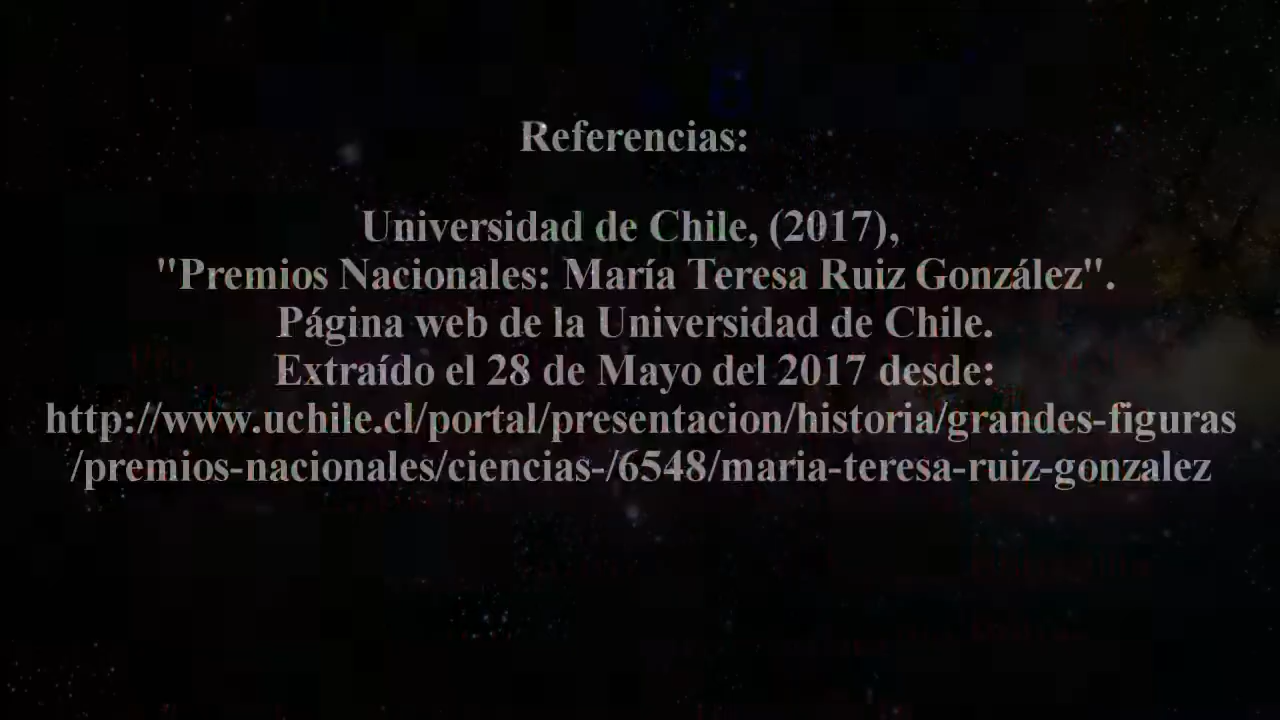 Referencias:
Universidad de Chile, (2017),
"Premios Nacionales: María Teresa Ruiz González".
Página web de la Universidad de Chile.
Extraído el 28 de Mayo del 2017 desde:
http://www.uchile.cl/portal/presentacion/historia/grandes-figuras
/premios-nacionales/ciencias-/6548/maria-teresa-ruiz-gonzalez